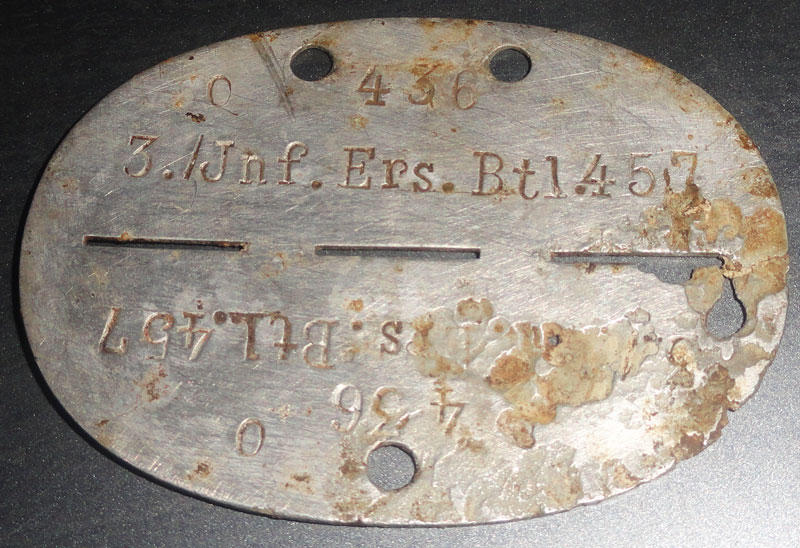 O 436
3./Jnf. Ers. Btl.457
Btl.457
436
O